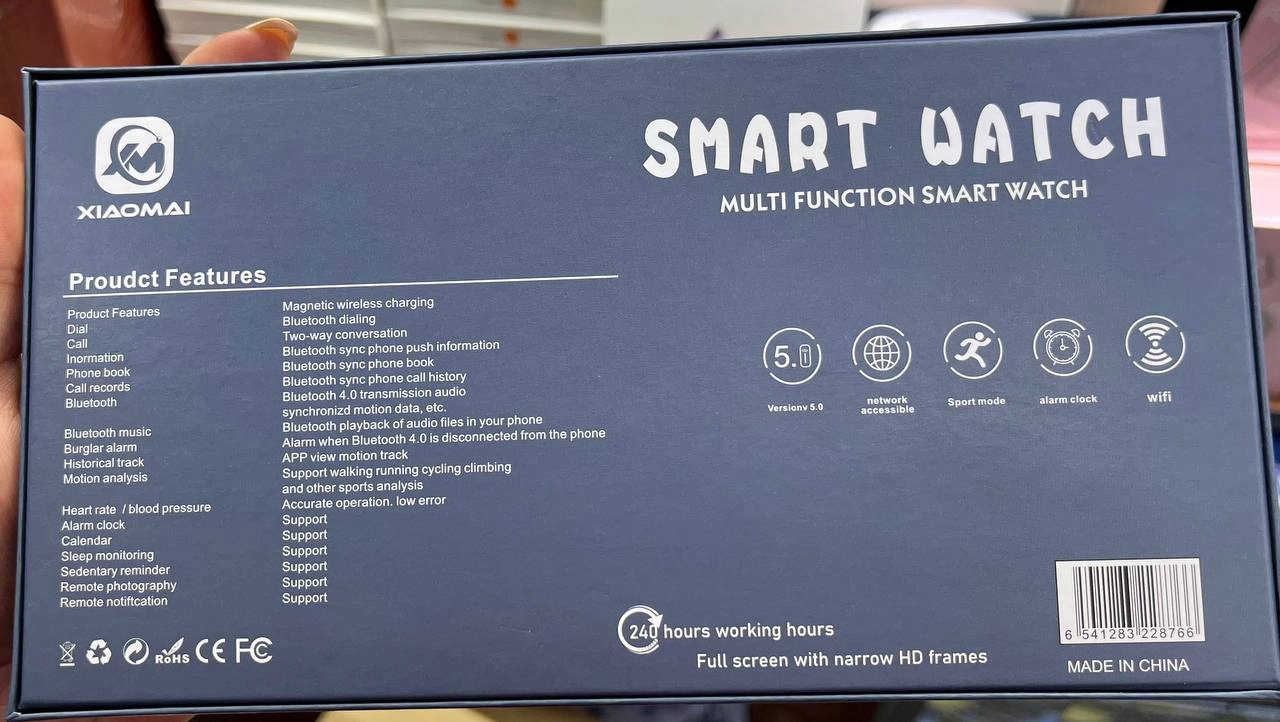 XIAOMAI
SMART WATCH
MULTI FUNCTION SMART WATCH
Proudct Features
Product Features Magnetic wireless charging
Dial Bluetooth dialing
Call Two-way conversation
Inormation Bluetooth sync phone push information
Phone book Bluetooth sync phone book
Call records Bluetooth sync phone call history
Bluetooth Bluetooth 4.0 transmission audio
synchronizd motion data, etc.
Bluetooth music Bluetooth playback of audio files in your phone
Burglar alarm Alarm when Bluetooth 4.0 is disconnected from the phone
Historical track APP view motion track
Motion analysis Support walking running cycling climbing
and other sports analysis
Heart rate / blood pressure Accurate operation. low error
Alarm clock Support
Calendar Support
Sleep monitoring Support
Sedentary reminder Support
Remote photography Support
Remote notiftcation Support
5.0
Versionv 5.0
network
accessible
Sport mode
alarm clock
wifi
RoHS CE FC
240 hours working hours
Full screen with narrow HD frames
6 541283 228766
MADE IN CHINA